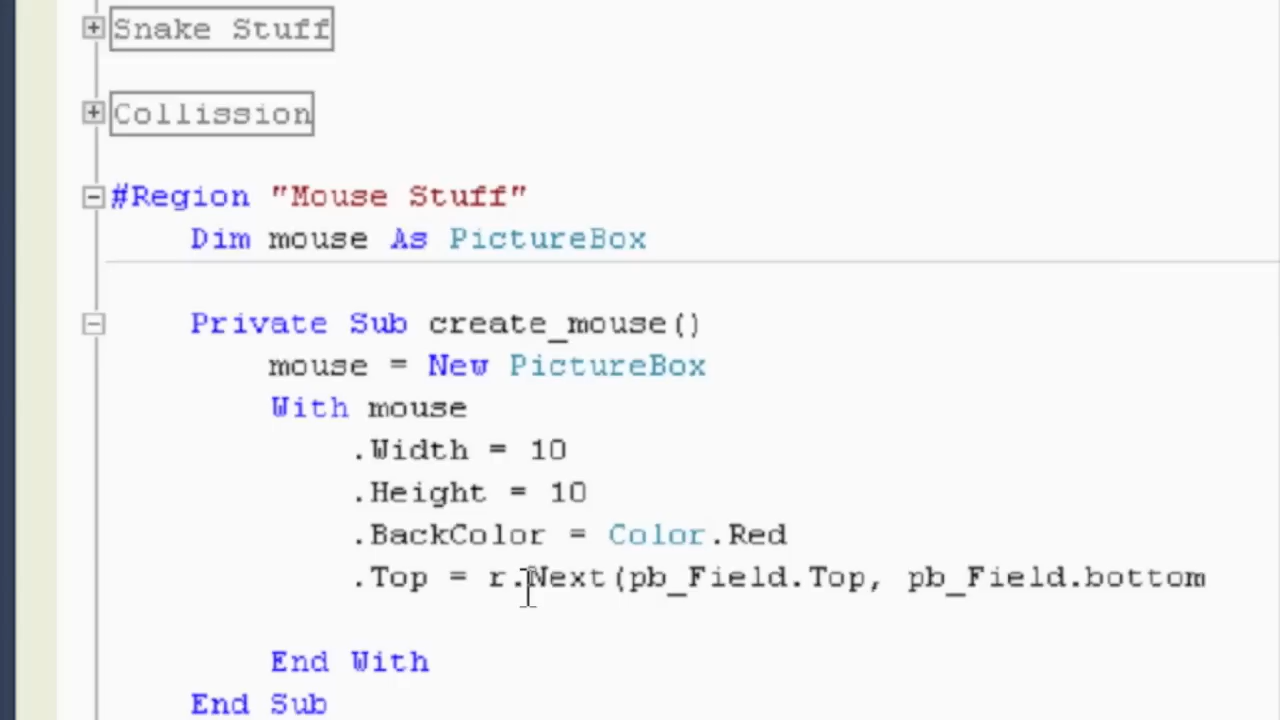 Snake Stuff
Collission
#Region "Mouse Stuff"
Dim mouse As PictureBox
Private Sub create_mouse()
mouse = New PictureBox
With mouse
.Width = 10
.Height = 10
.BackColor = Color.Red
.Top = r.Next(pb_Field.Top, pb_Field.bottom
End With
End Sub